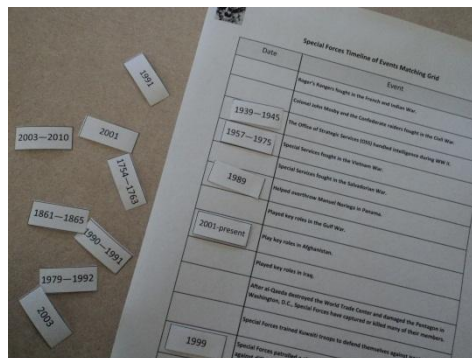 Special Forces Timeline of Events Matching Grid
Date
Event
Roger's Rangers fought in the French and Indian War.
Colonel John Mosby and the Confederate raiders fought in the Civil War.
1939—1945
The Office of Strategic Services (OSS) handled intelligence during WW II.
1957—1975
Special Services fought in the Vietnam War.
Special Services fought in the Salvadorian War.
1989
Helped overthrow Manuel Noriega in Panama.
Played key roles in the Gulf War.
2001-present
Play key roles in Afghanistan.
Played key roles in Iraq.
After al-Qaeda destroyed the World Trade Center and damaged the Pentagon in
Washington, D.C., Special Forces have captured or killed many of their members.
Special Forces trained Kuwaiti troops to defend themselves against
1999
Special Forces patrolled
against
1991
2003—2010
2001
1754—1763
1861—1865
1990—1991
1979—1992
2003